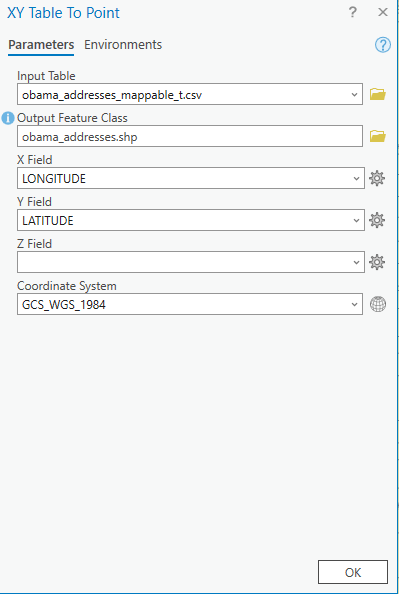 XY Table To Point ? ×
Parameters Environments ?
Input Table
obama_addresses_mappable_t.csv
Output Feature Class
obama_addresses.shp
X Field
LONGITUDE
Y Field
LATITUDE
Z Field
Coordinate System
GCS_WGS_1984
OK